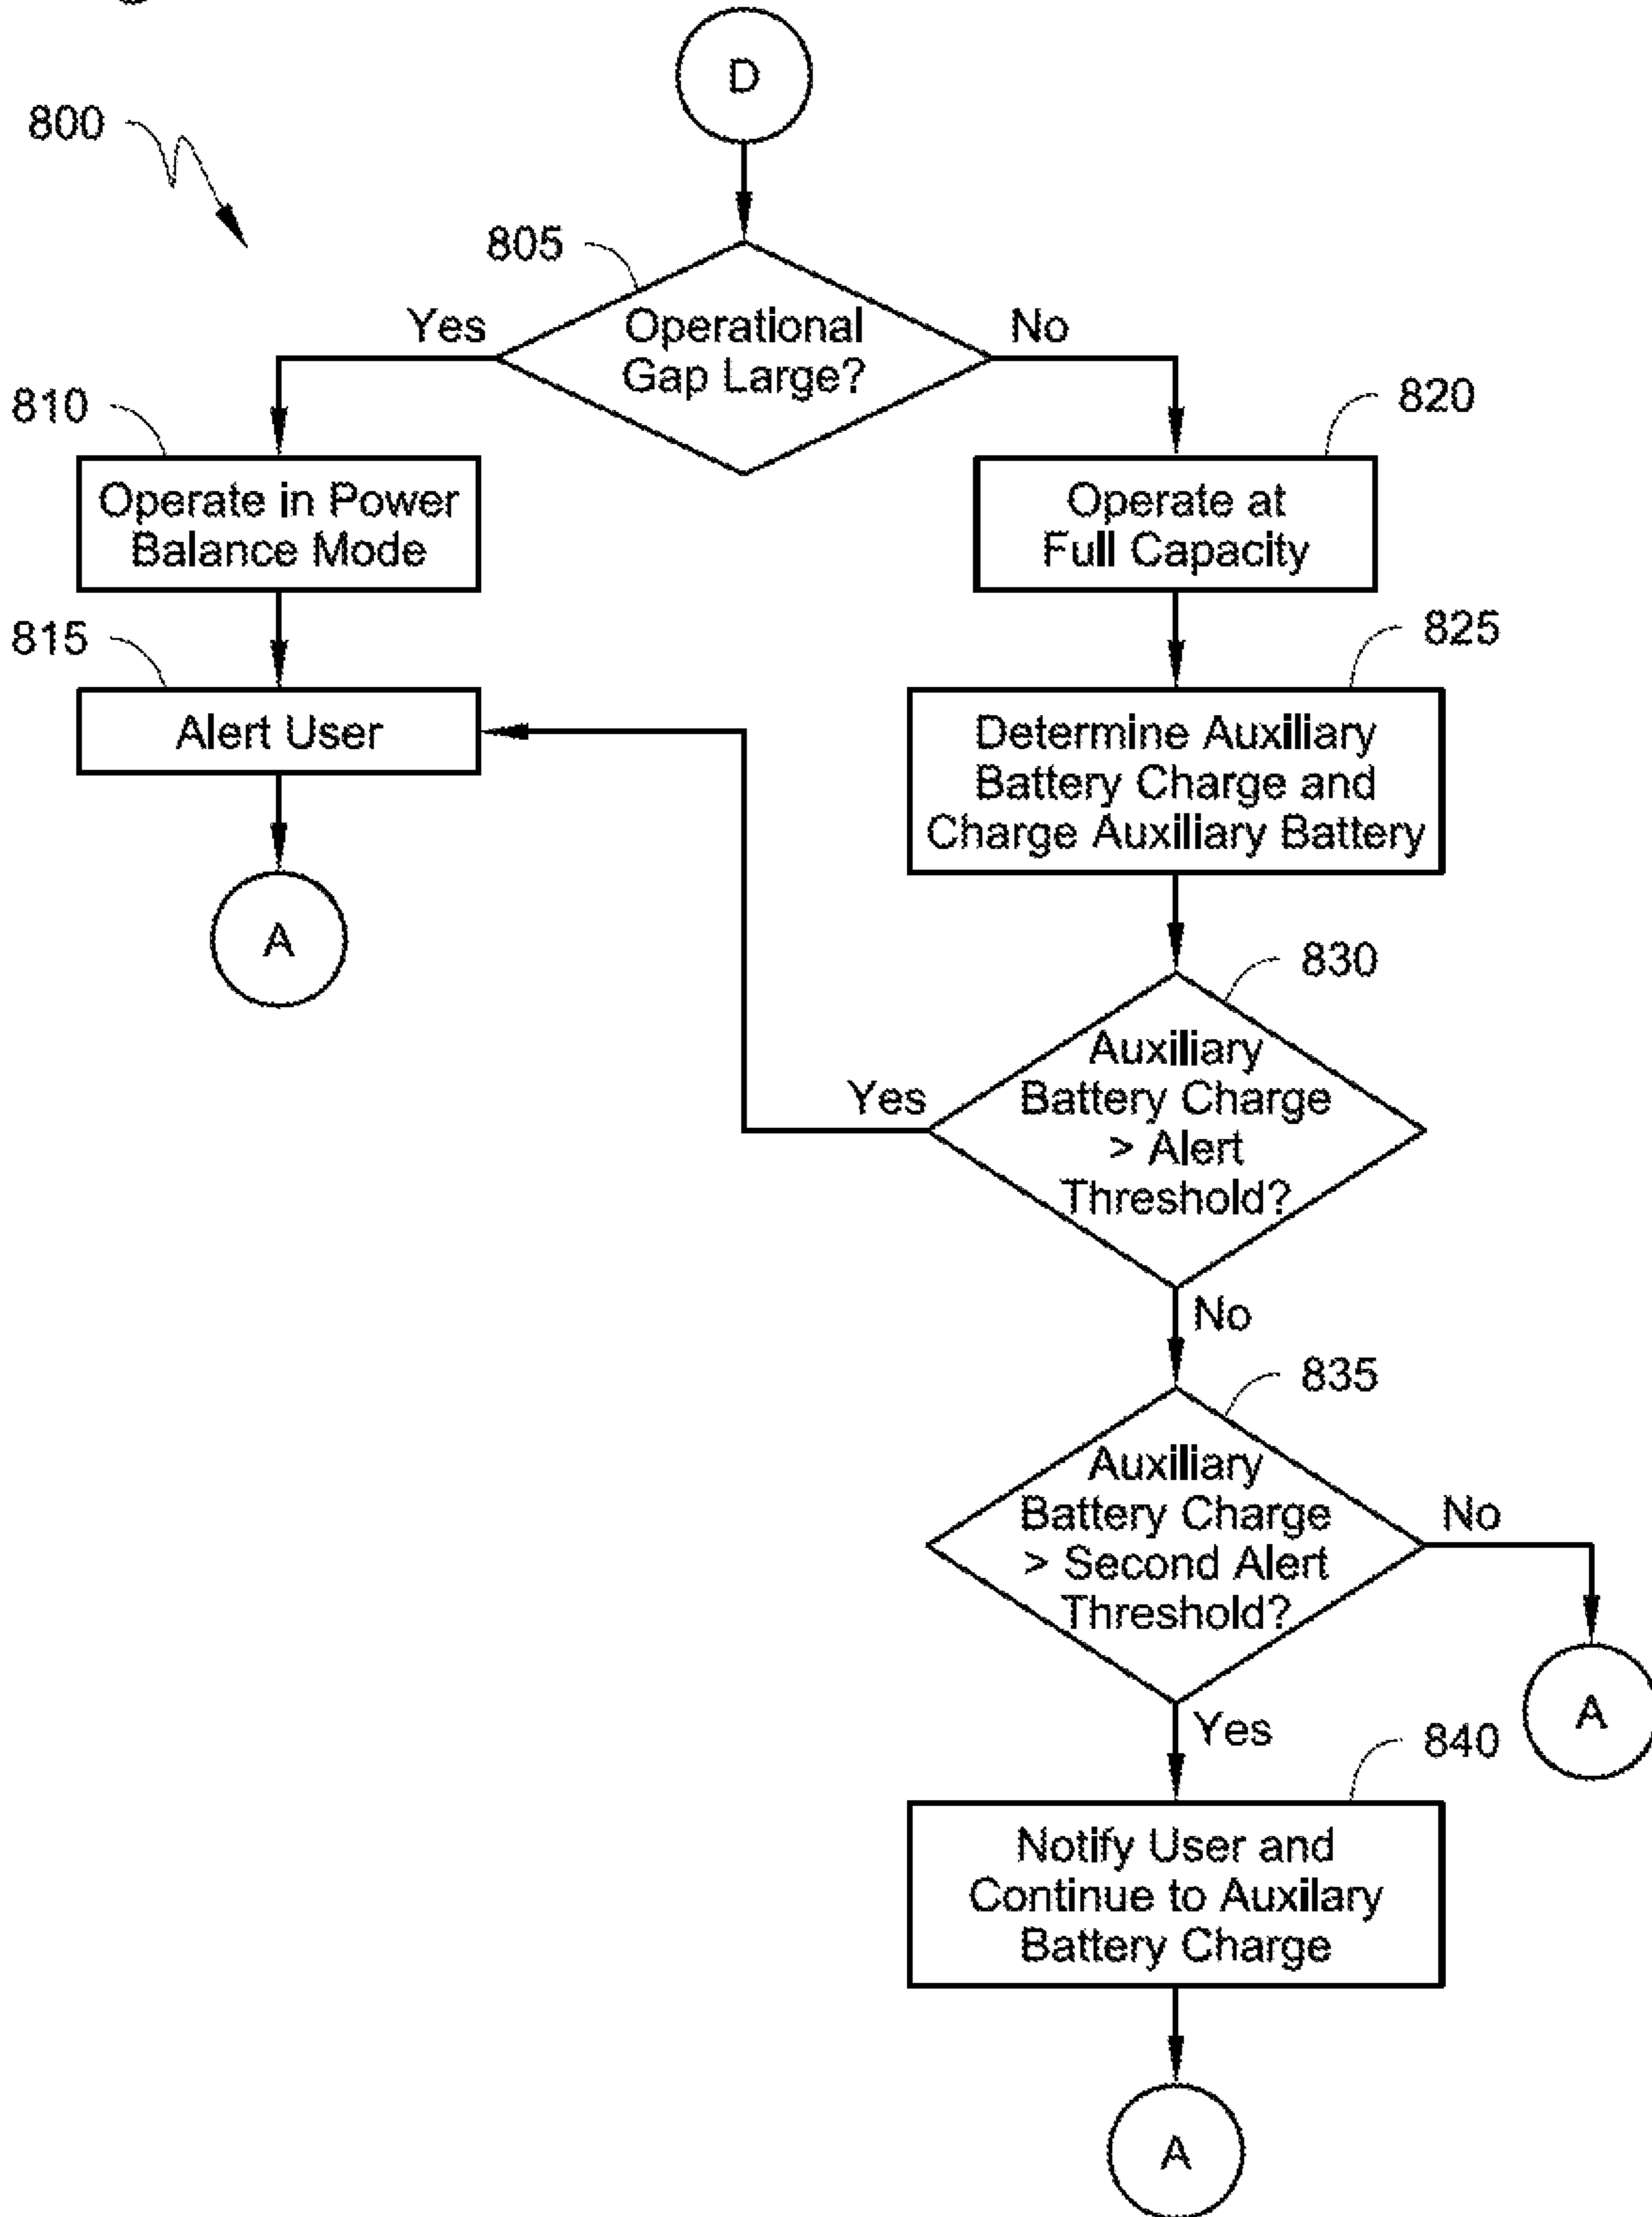 D
800
805
Operational
Gap Large?
Yes
No
810
Operate in Power
Balance Mode
820
Operate at
Full Capacity
815
Alert User
825
Determine Auxiliary
Battery Charge and
Charge Auxiliary Battery
A
830
Auxiliary
Battery Charge
> Alert
Threshold?
Yes
No
835
Auxiliary
Battery Charge
> Second Alert
Threshold?
No
A
Yes
840
Notify User and
Continue to Auxilary
Battery Charge
A